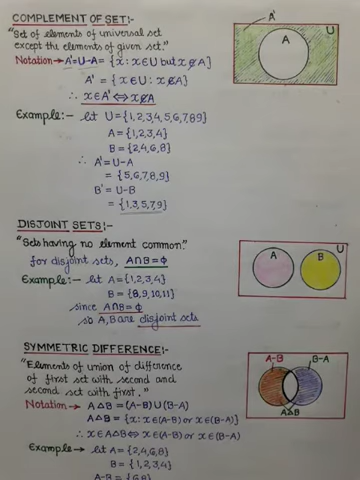 COMPLEMENT OF SET:-
"Set of elements of universal set
except the elements of given set."
Notation→ A'=U-A= {x: x∈U but x∉A}
A' = {x∈U: x∉A}
∴ x∈A' ⇔ x∉A
A'
A
U
Example:- let U={1,2,3,4,5,6,7,8,9}
A={1,2,3,4}
B={2,4,6,8}
∴ A'=U-A
= {5,6,7,8,9}
B'=U-B
= {1,3,5,7,9}
DISJOINT SETS:-
"Sets having no element common."
for disjoint sets, A∩B=ϕ
Example:- let A={1,2,3,4}
B = {8,9,10,11}
since A∩B=ϕ
so A,B are disjoint sets
U
A
B
SYMMETRIC DIFFERENCE:-
"Elements of union of difference
of first set with second and
second set with first."
Notation → A∆B = (A-B)∪(B-A)
A∆B = {x: x∈(A-B) or x∈(B-A)}
∴ x∈A∆B ⇔ x∈(A-B) or x∈(B-A)
A-B
B-A
A∆B
Example→ let A={2,4,6,8}
B = {1,2,3,4}
A-B = {6,8}